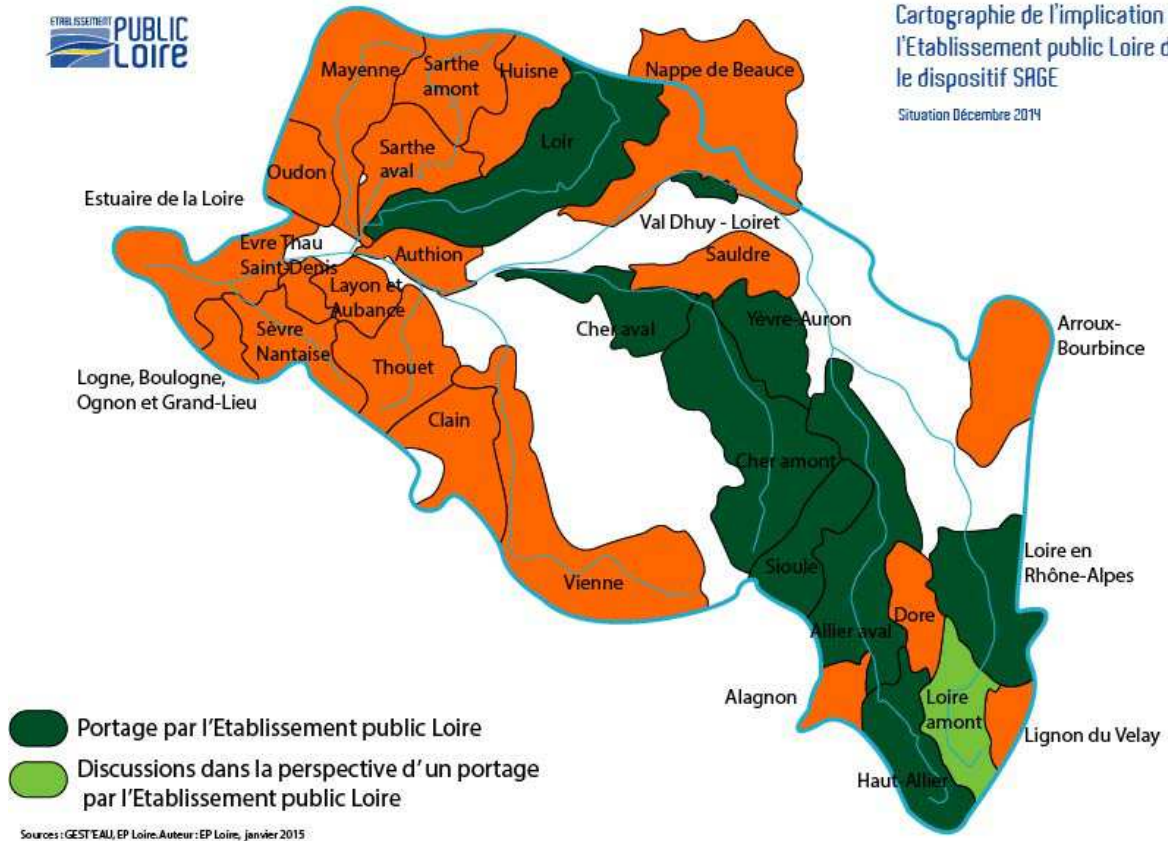 ETABLISSEMENT
PUBLIC
LOIRE
Cartographie de l'implication
l'Etablissement public Loire d
le dispositif SAGE
Situation Décembre 2014
Mayenne
Sarthe
amont
Huisne
Nappe de Beauce
Loir
Sarthe
aval
Oudon
Estuaire de la Loire
Val Dhuy - Loiret
Evre Thau
Saint-Denis
Authion
Sauldre
Layon et
Aubance
Cher aval
Yèvre-Auron
Arroux-
Bourbince
Sèvre
Nantaise
Thouet
Logne, Boulogne,
Ognon et Grand-Lieu
Clain
Cher amont
Loire en
Rhône-Alpes
Sioule
Vienne
Dore
Allier aval
Alagnon
Loire
amont
Lignon du Velay
Haut-Allier
Portage par l'Etablissement public Loire
Discussions dans la perspective d'un portage
par l'Etablissement public Loire
Sources : GEST'EAU, EP Loire. Auteur : EP Loire, janvier 2015